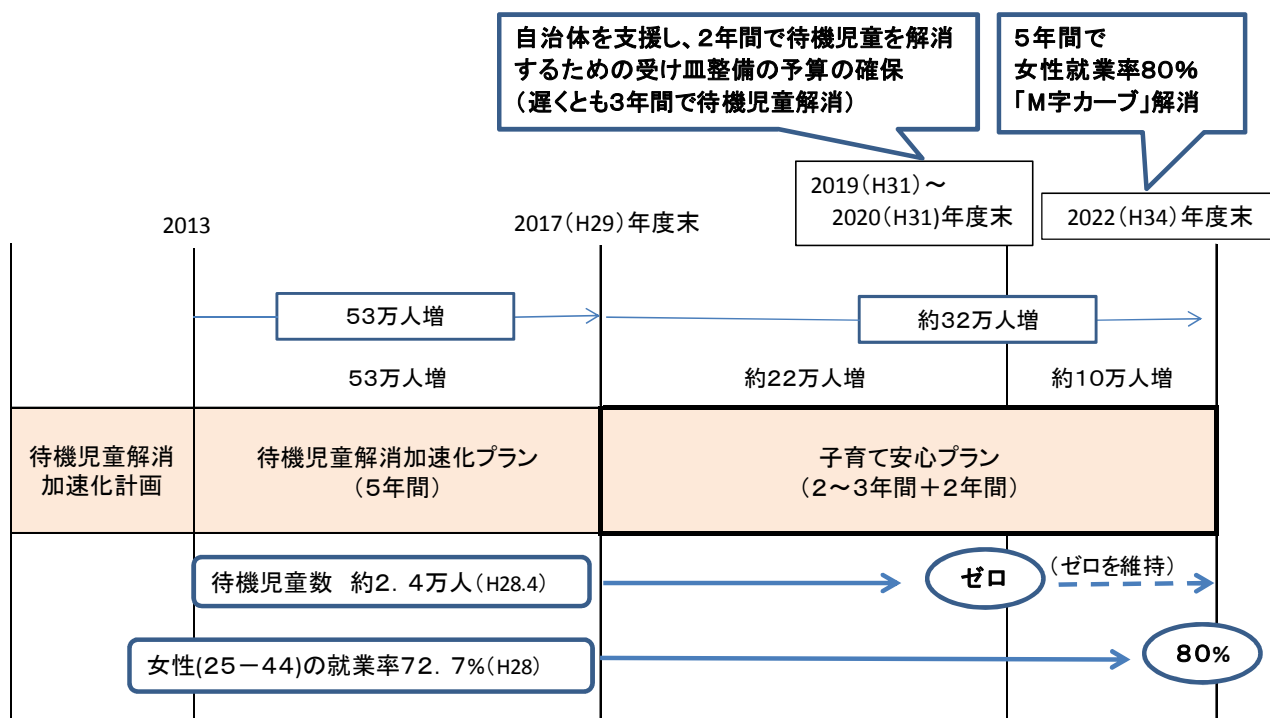 自治体を支援し、2年間で待機児童を解消
するための受け皿整備の予算の確保
（遅くとも3年間で待機児童解消）
５年間で
女性就業率80%
「M字カーブ」解消
2019（H31）～
2020（H31)年度末
2022（H34）年度末
2013
2017（H29）年度末
５３万人増
約32万人増
５３万人増
約２２万人増
約１０万人増
待機児童解消
加速化計画
待機児童解消加速化プラン
（５年間）
子育て安心プラン
（２～３年間＋２年間）
待機児童数　約２．４万人（H28.4）
ゼロ
（ゼロを維持）
女性(25－44)の就業率７２．７％（H28）
８０%